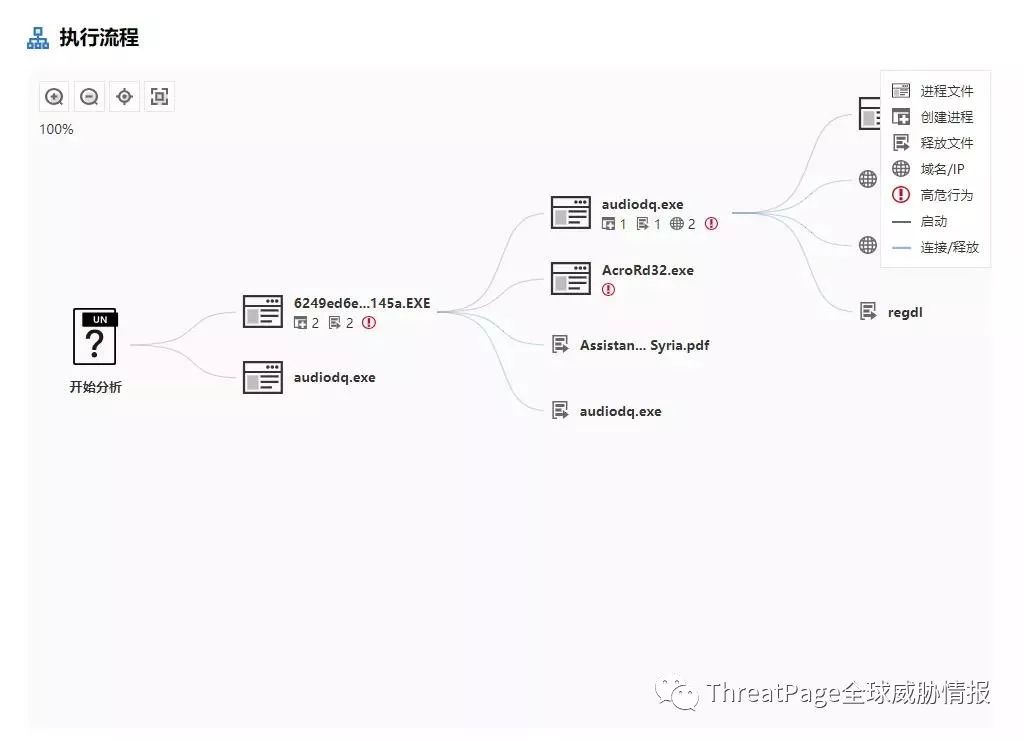 执行流程
100%
进程文件
创建进程
释放文件
域名/IP
高危行为
启动
连接/释放
audiodq.exe
1 1 2
AcroRd32.exe
6249ed6e...145a.EXE
2 2
regdl
UN
?
开始分析
Assistan... Syria.pdf
audiodq.exe
audiodq.exe
ThreatPage全球威胁情报